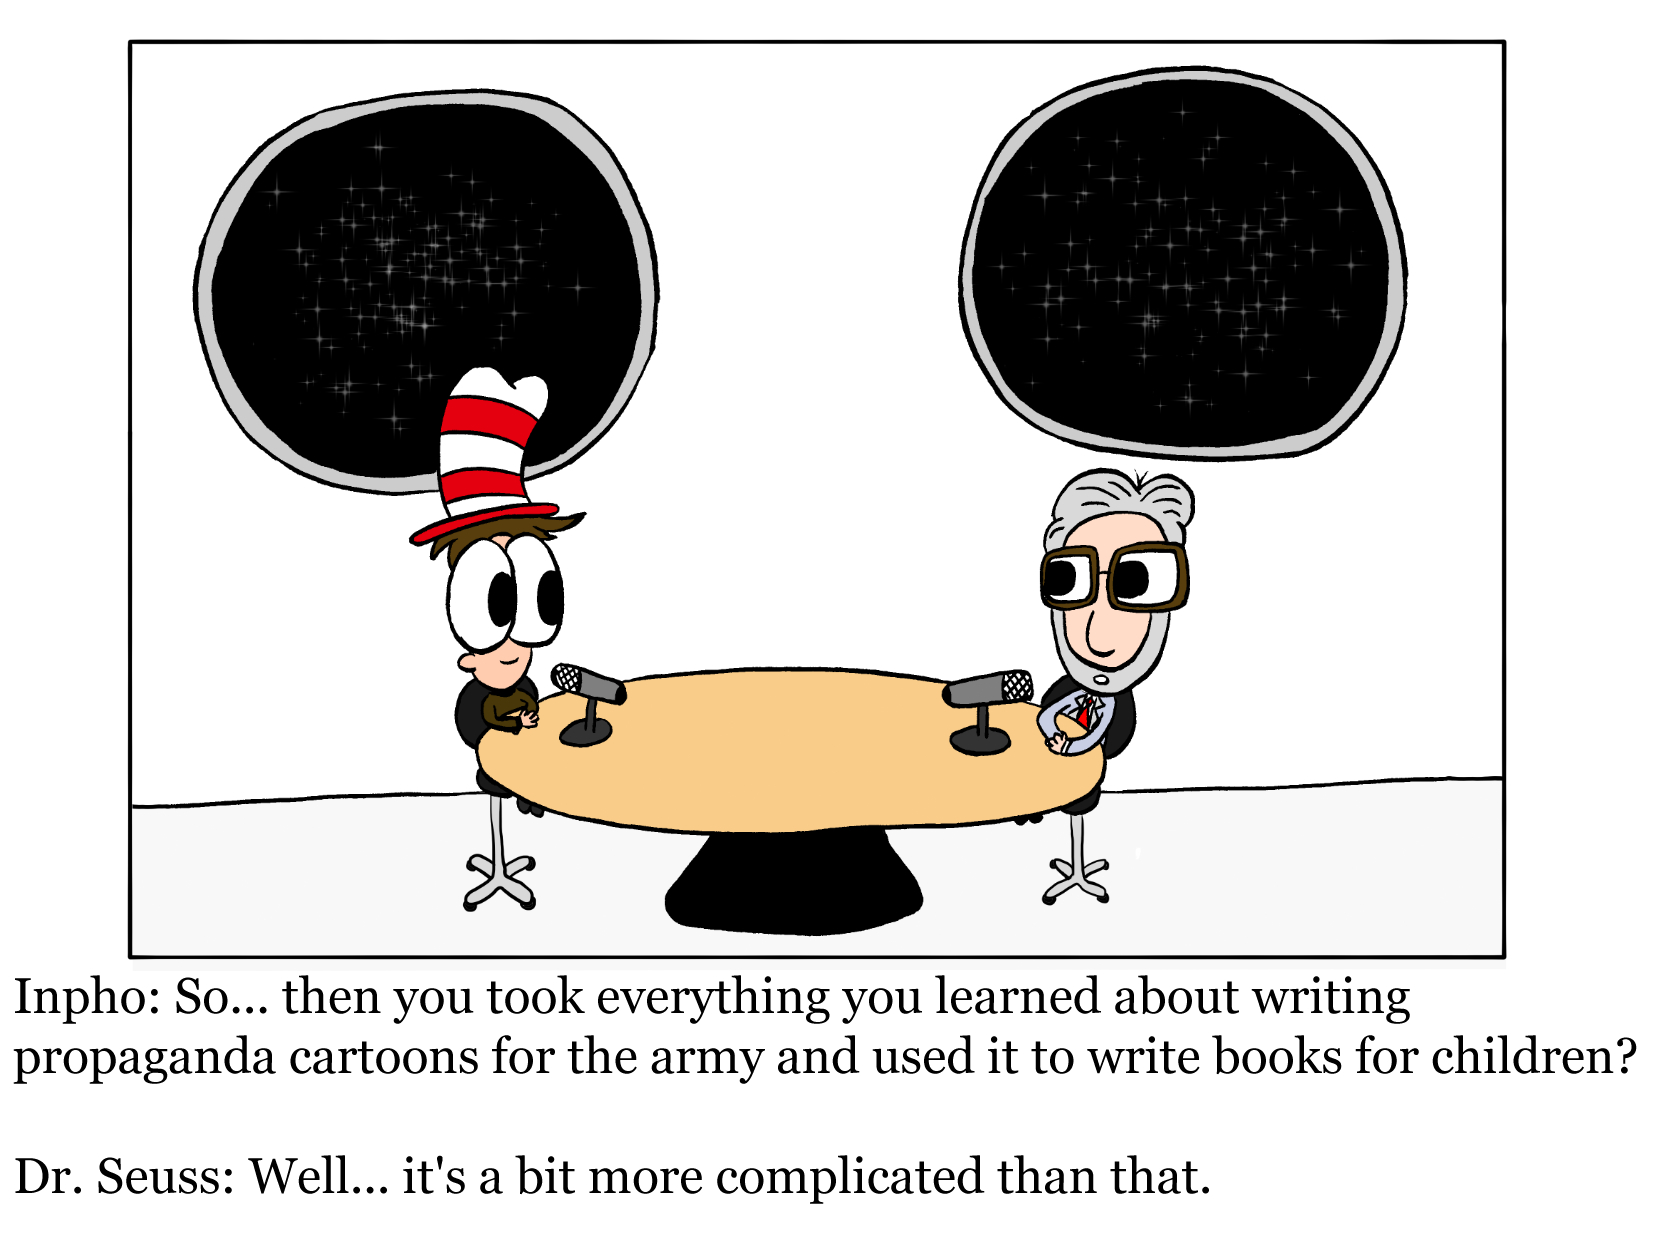 Inpho: So... then you took everything you learned about writing
propaganda cartoons for the army and used it to write books for children?
Dr. Seuss: Well... it's a bit more complicated than that.